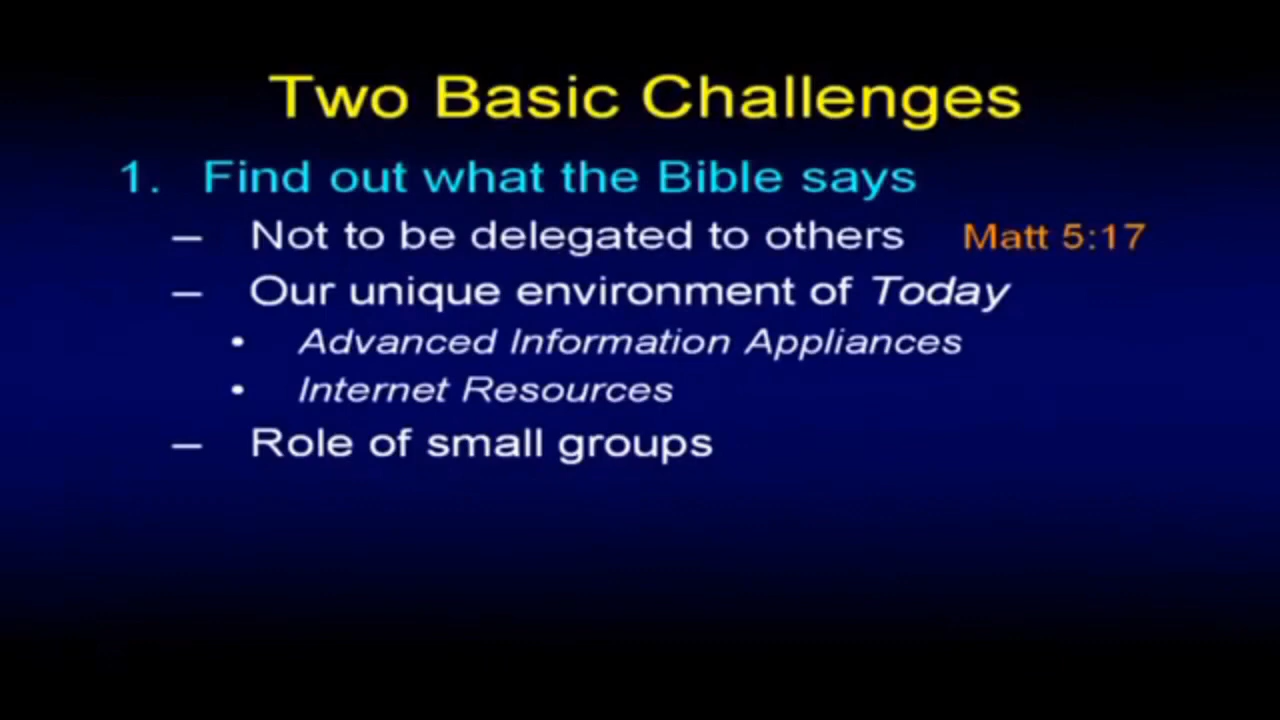 Two Basic Challenges
1. Find out what the Bible says
– Not to be delegated to others Matt 5:17
– Our unique environment of Today
• Advanced Information Appliances
• Internet Resources
– Role of small groups